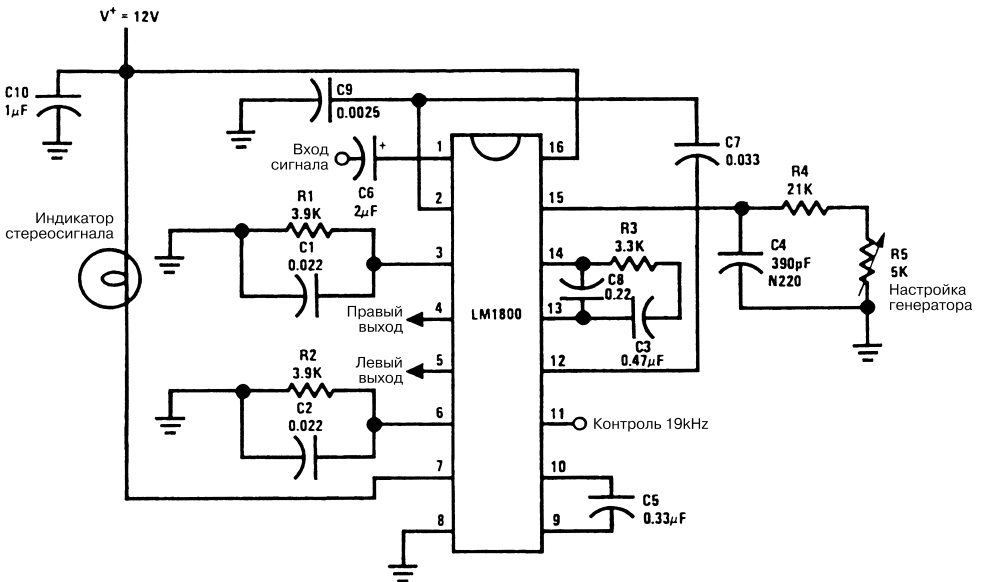 V+ = 12V
C10
1µF
C9
0.0025
Вход
сигнала
+
C6
2µF
1
16
C7
0.033
2
15
R4
21K
Индикатор
стереосигнала
R1
3.9K
C1
0.022
3
14
R3
3.3K
C8
0.22
C4
390pF
N220
R5
5K
Настройка
генератора
Правый
выход
4
LM1800
13
C3
0.47µF
Левый
выход
5
12
R2
3.9K
C2
0.022
6
11
Контроль 19kHz
7
10
C5
0.33µF
8
9